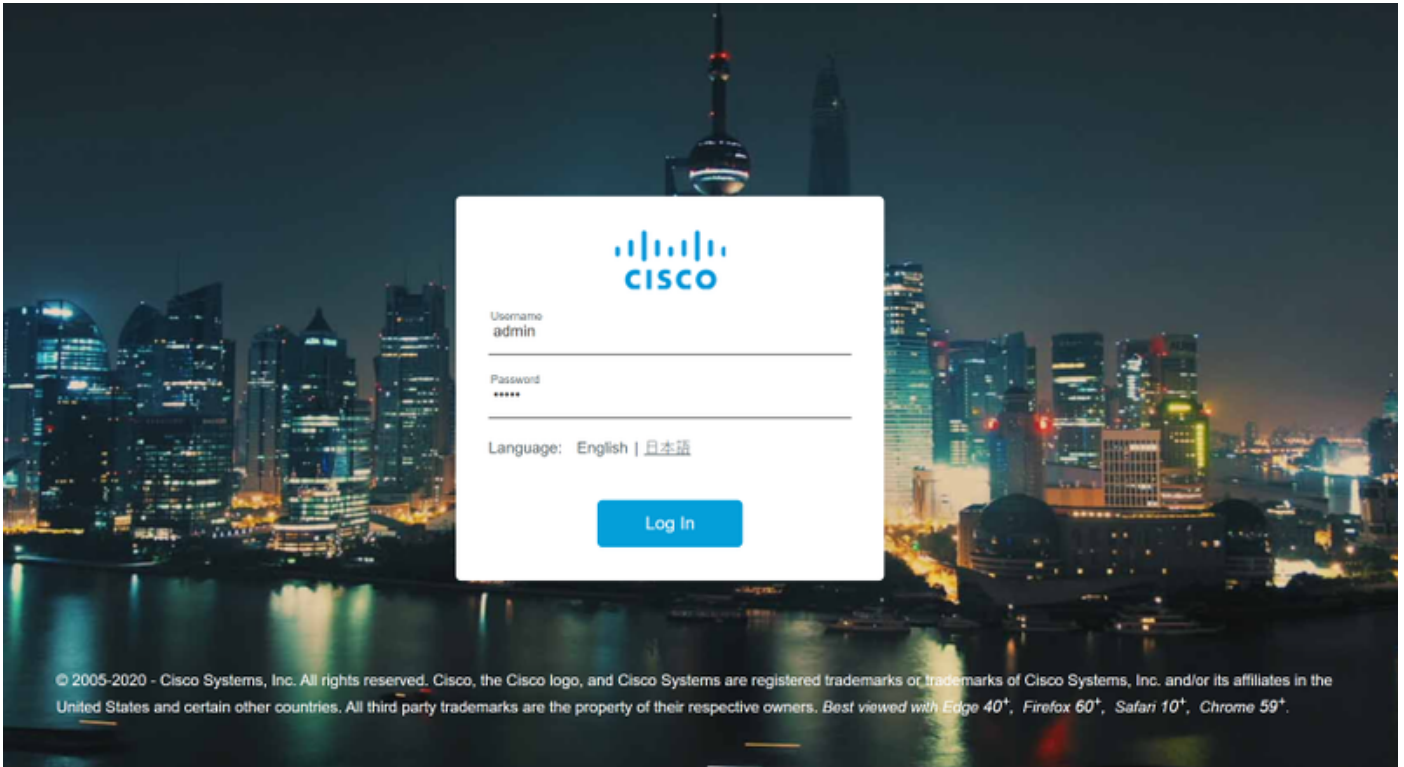 CISCO
Username
admin
Password
•••••
Language: English | 日本語
Log In
© 2005-2020 - Cisco Systems, Inc. All rights reserved. Cisco, the Cisco logo, and Cisco Systems are registered trademarks or trademarks of Cisco Systems, Inc. and/or its affiliates in the
United States and certain other countries. All third party trademarks are the property of their respective owners. Best viewed with Edge 40+, Firefox 60+, Safari 10+, Chrome 59+.